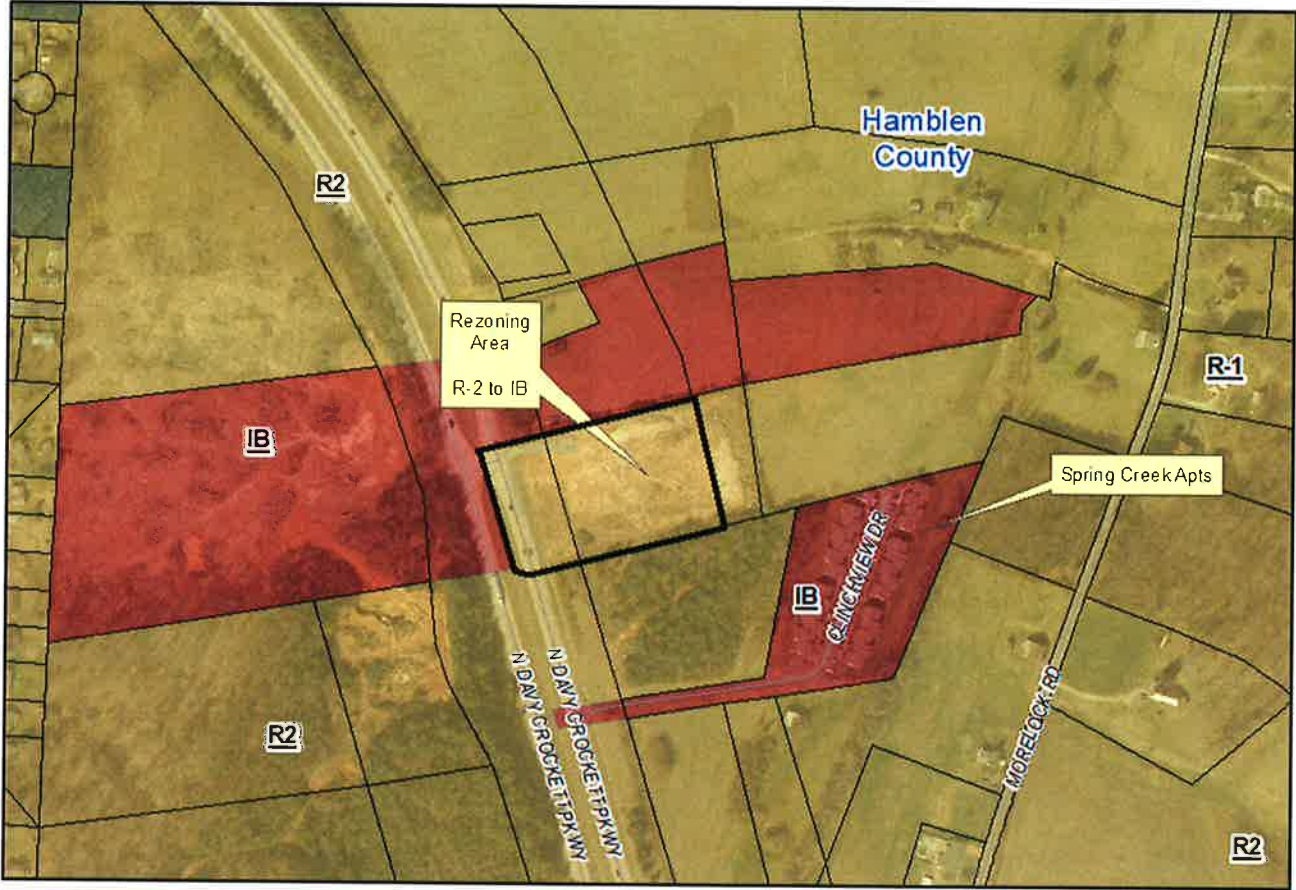 Hamblen
County
R2
Rezoning
Area
R-2 to IB
R-1
IB
Spring Creek Apts
CLINCHVIEW DR
IB
N DAVY CROCKETT PKWY
N DAVY CROCKETT PKWY
MORELOCK RD
R2
R2